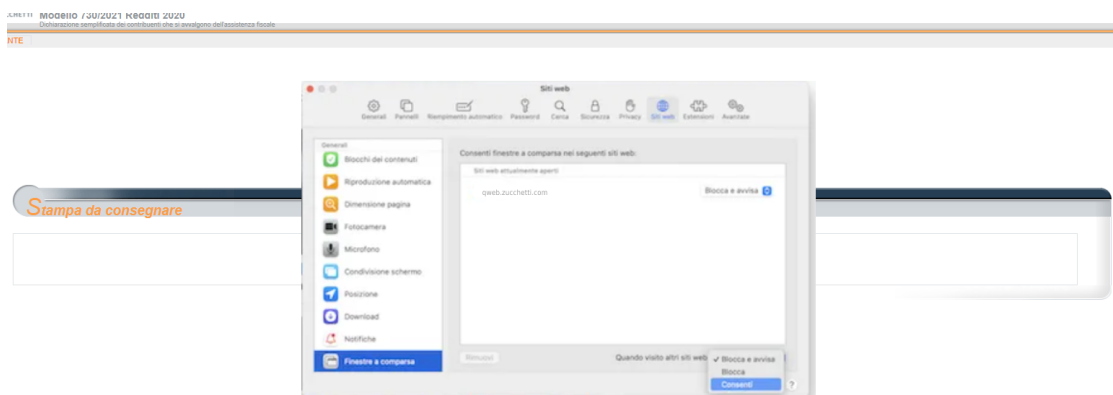 Modello 730/2021 Redditi 2020
Dichiarazione semplificata dei contribuenti che si avvalgono dell'assistenza fiscale
NTE
Siti web
Generali Pannelli Riempimento automatico Password Cerca Sicurezza Privacy Siti web Estensioni Avanzate
Generali
Blocchi dei contenuti
Riproduzione automatica
Dimensione pagina
Fotocamera
Microfono
Condivisione schermo
Posizione
Download
Notifiche
Finestre a comparsa
Consenti finestre a comparsa nei seguenti siti web:
Siti web attualmente aperti
qweb.zucchetti.com
Blocca e avvisa
Stampa da consegnare
Rimuovi
Quando visito altri siti web
✓ Blocca e avvisa
Blocca
Consenti
?